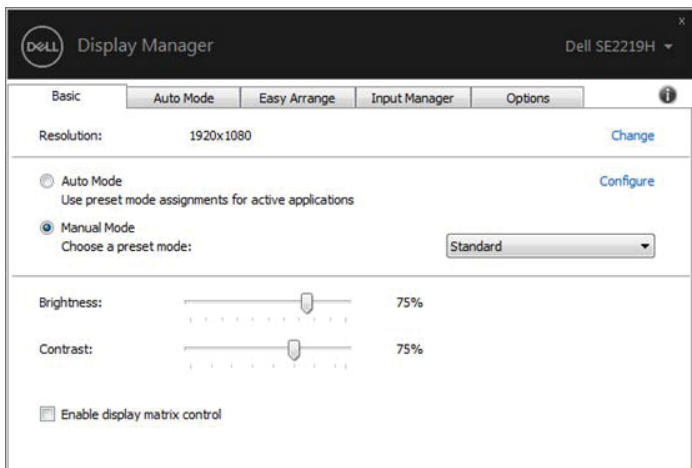 DELL Display Manager Dell SE2219H
x
Basic Auto Mode Easy Arrange Input Manager Options
Resolution: 1920x1080 Change
Auto Mode Configure
Use preset mode assignments for active applications
Manual Mode
Choose a preset mode: Standard
Brightness: 75%
Contrast: 75%
Enable display matrix control